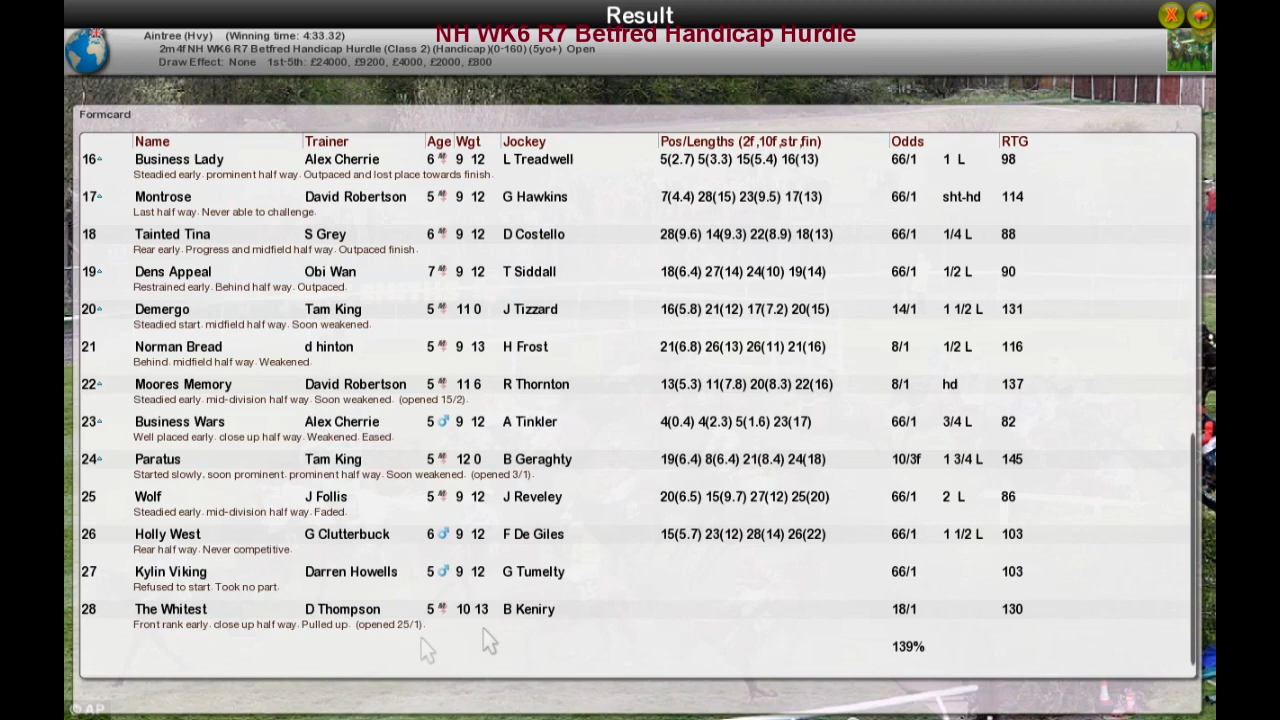 Result
NH WK6 R7 Betfred Handicap Hurdle
Aintree (Hvy) (Winning time: 4:33.32)
2m4f NH WK6 R7 Betfred Handicap Hurdle (Class 2) (Handicap)(0-160) (5yo+) Open
Draw Effect: None 1st-5th: £24000, £9200, £4000, £2000, £800
Formcard
Name Trainer Age Wgt Jockey Pos/Lengths (2f,10f,str,fin) Odds RTG
16 Business Lady Alex Cherrie 6 9 12 L Treadwell 5(2.7) 5(3.3) 15(5.4) 16(13) 66/1 1 L 98
Steadied early. prominent half way. Outpaced and lost place towards finish.
17 Montrose David Robertson 5 9 12 G Hawkins 7(4.4) 28(15) 23(9.5) 17(13) 66/1 sht-hd 114
Last half way. Never able to challenge.
18 Tainted Tina S Grey 6 9 12 D Costello 28(9.6) 14(9.3) 22(8.9) 18(13) 66/1 1/4 L 88
Rear early. Progress and midfield half way. Outpaced finish.
19 Dens Appeal Obi Wan 7 9 12 T Siddall 18(6.4) 27(14) 24(10) 19(14) 66/1 1/2 L 90
Restrained early. Behind half way. Outpaced.
20 Demergo Tam King 5 11 0 J Tizzard 16(5.8) 21(12) 17(7.2) 20(15) 14/1 1 1/2 L 131
Steadied start. midfield half way. Soon weakened.
21 Norman Bread d hinton 5 9 13 H Frost 21(6.8) 26(13) 26(11) 21(16) 8/1 1/2 L 116
Behind. midfield half way. Weakened.
22 Moores Memory David Robertson 5 11 6 R Thornton 13(5.3) 11(7.8) 20(8.3) 22(16) 8/1 hd 137
Steadied early. mid-division half way. Soon weakened. (opened 15/2).
23 Business Wars Alex Cherrie 5 9 12 A Tinkler 4(0.4) 4(2.3) 5(1.6) 23(17) 66/1 3/4 L 82
Well placed early. close up half way. Weakened. Eased.
24 Paratus Tam King 5 12 0 B Geraghty 19(6.4) 8(6.4) 21(8.4) 24(18) 10/3f 1 3/4 L 145
Started slowly, soon prominent. prominent half way. Soon weakened. (opened 3/1).
25 Wolf J Follis 5 9 12 J Reveley 20(6.5) 15(9.7) 27(12) 25(20) 66/1 2 L 86
Steadied early. mid-division half way. Faded.
26 Holly West G Clutterbuck 6 9 12 F De Giles 15(5.7) 23(12) 28(14) 26(22) 66/1 1 1/2 L 103
Rear half way. Never competitive.
27 Kylin Viking Darren Howells 5 9 12 G Tumelty 66/1 103
Refused to start. Took no part.
28 The Whitest D Thompson 5 10 13 B Keniry 18/1 130
Front rank early. close up half way. Pulled up. (opened 25/1).
139%
© AP